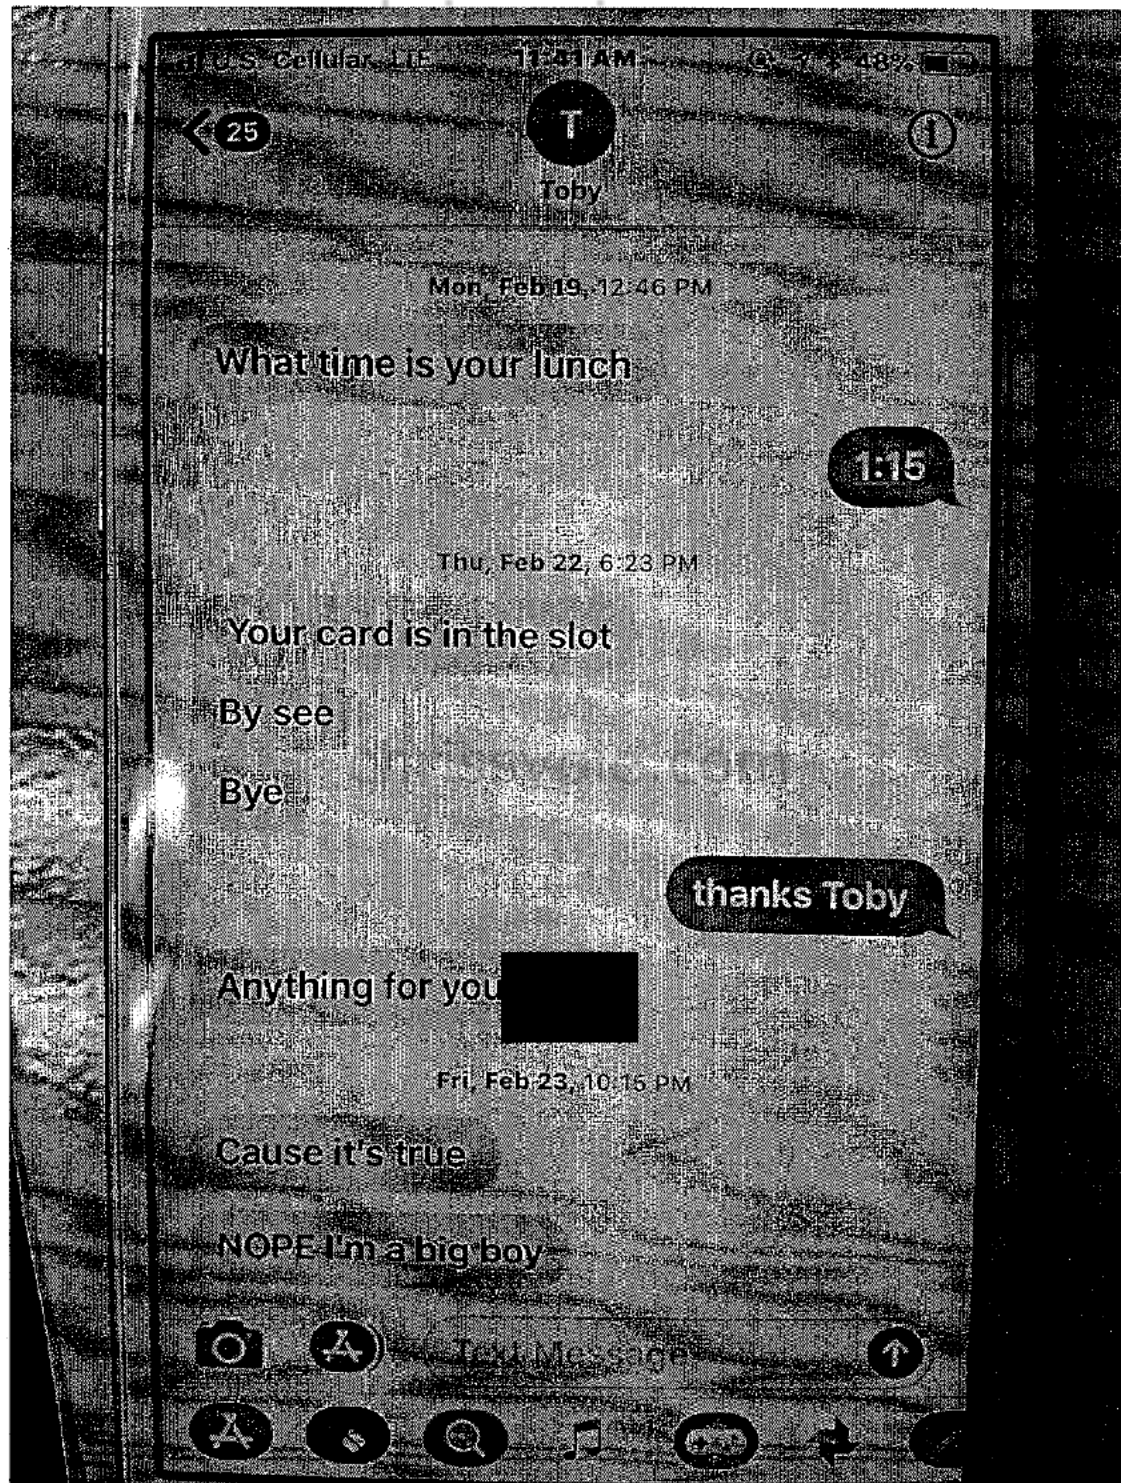 U.S. Cellular LTE 11:41 AM 48%
25
T
Toby
Mon, Feb 19, 12:46 PM
What time is your lunch
1:15
Thu, Feb 22, 6:23 PM
Your card is in the slot
By see
Bye
thanks Toby
Anything for you
Fri, Feb 23, 10:15 PM
Cause it's true
NOPE I'm a big boy
Text Message